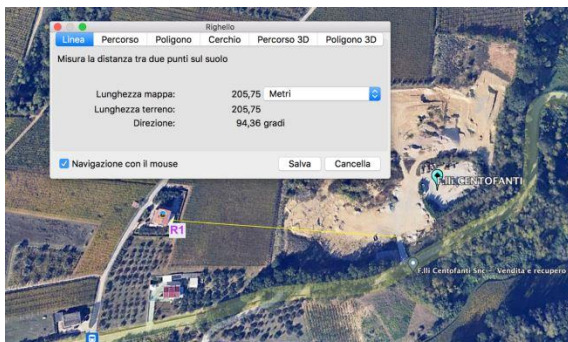 Righello
Linea Percorso Poligono Cerchio Percorso 3D Poligono 3D
Misura la distanza tra due punti sul suolo
Lunghezza mappa: 205,75 Metri
Lunghezza terreno: 205,75
Direzione: 94,36 gradi
Navigazione con il mouse Salva Cancella
F.lli CENTOFANTI
R1
F.lli Centofanti Snc - Vendita e recupero